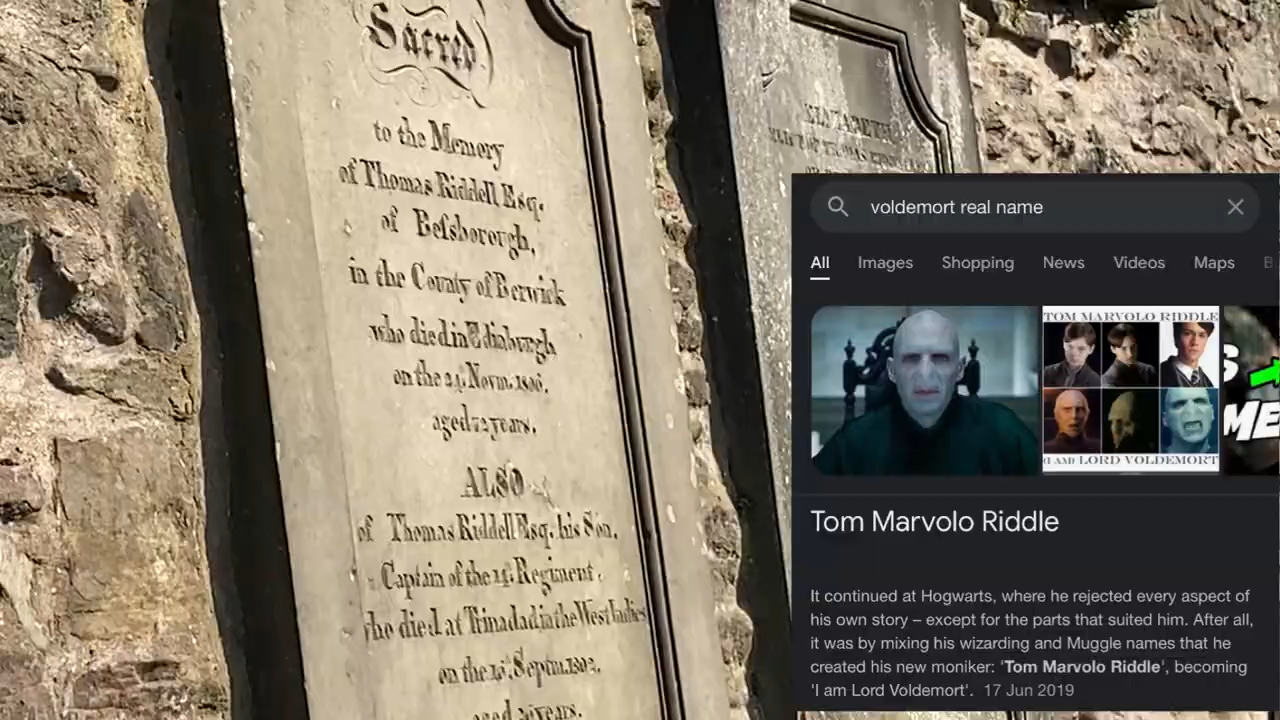 Sacred
to the Memory
of Thomas Riddell Esq.
of Befsborough,
in the County of Berwick
who died in Edinburgh
on the 24. Novm. 1806.
aged 72 years.
ALSO
of Thomas Riddell Esq. his Son,
Captain of the 14. Regiment.
who died at Trinadad in the West Indies
on the Septm. 1802.
aged 26 years.
voldemort real name
All Images Shopping News Videos Maps
TOM MARVOLO RIDDLE
(I AM) LORD VOLDEMORT
ME
Tom Marvolo Riddle
It continued at Hogwarts, where he rejected every aspect of
his own story – except for the parts that suited him. After all,
it was by mixing his wizarding and Muggle names that he
created his new moniker: 'Tom Marvolo Riddle', becoming
'I am Lord Voldemort'. 17 Jun 2019